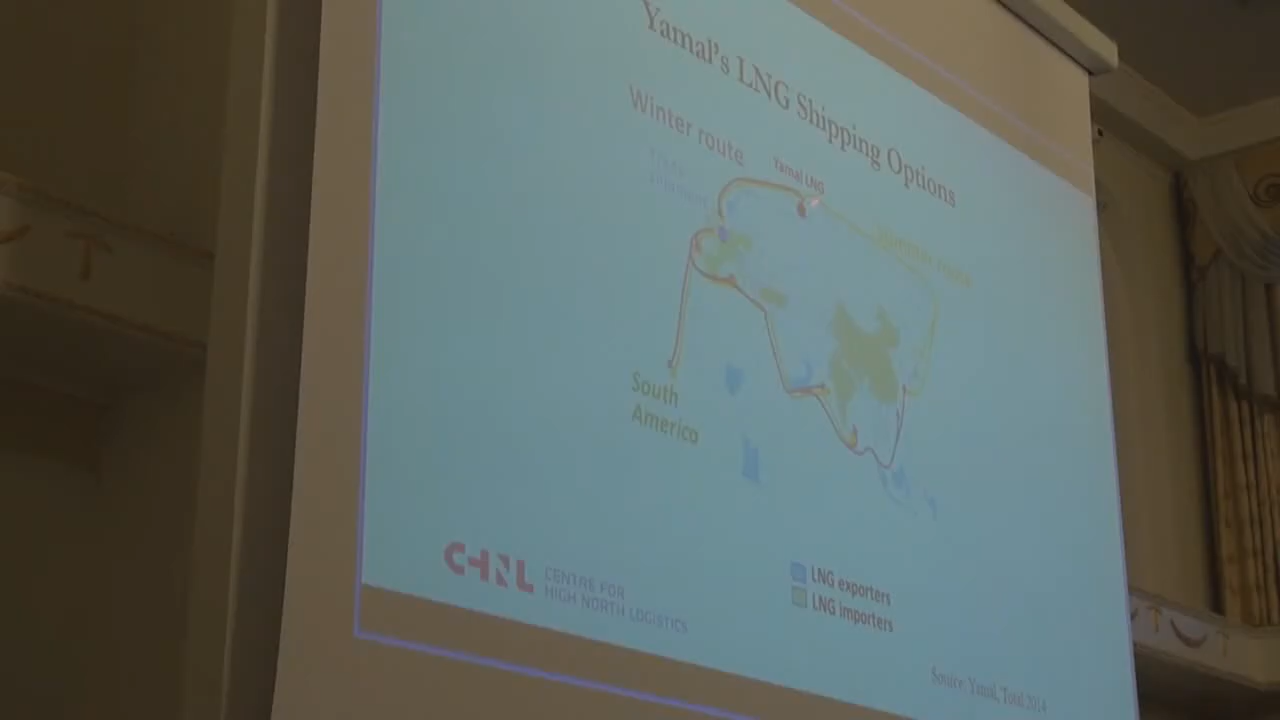 Yamal's LNG Shipping Options
Winter route
Yamal LNG
South
America
LNG exporters
LNG importers
CHNL
CENTRE FOR
HIGH NORTH LOGISTICS
Source: Yamal, Total 2014